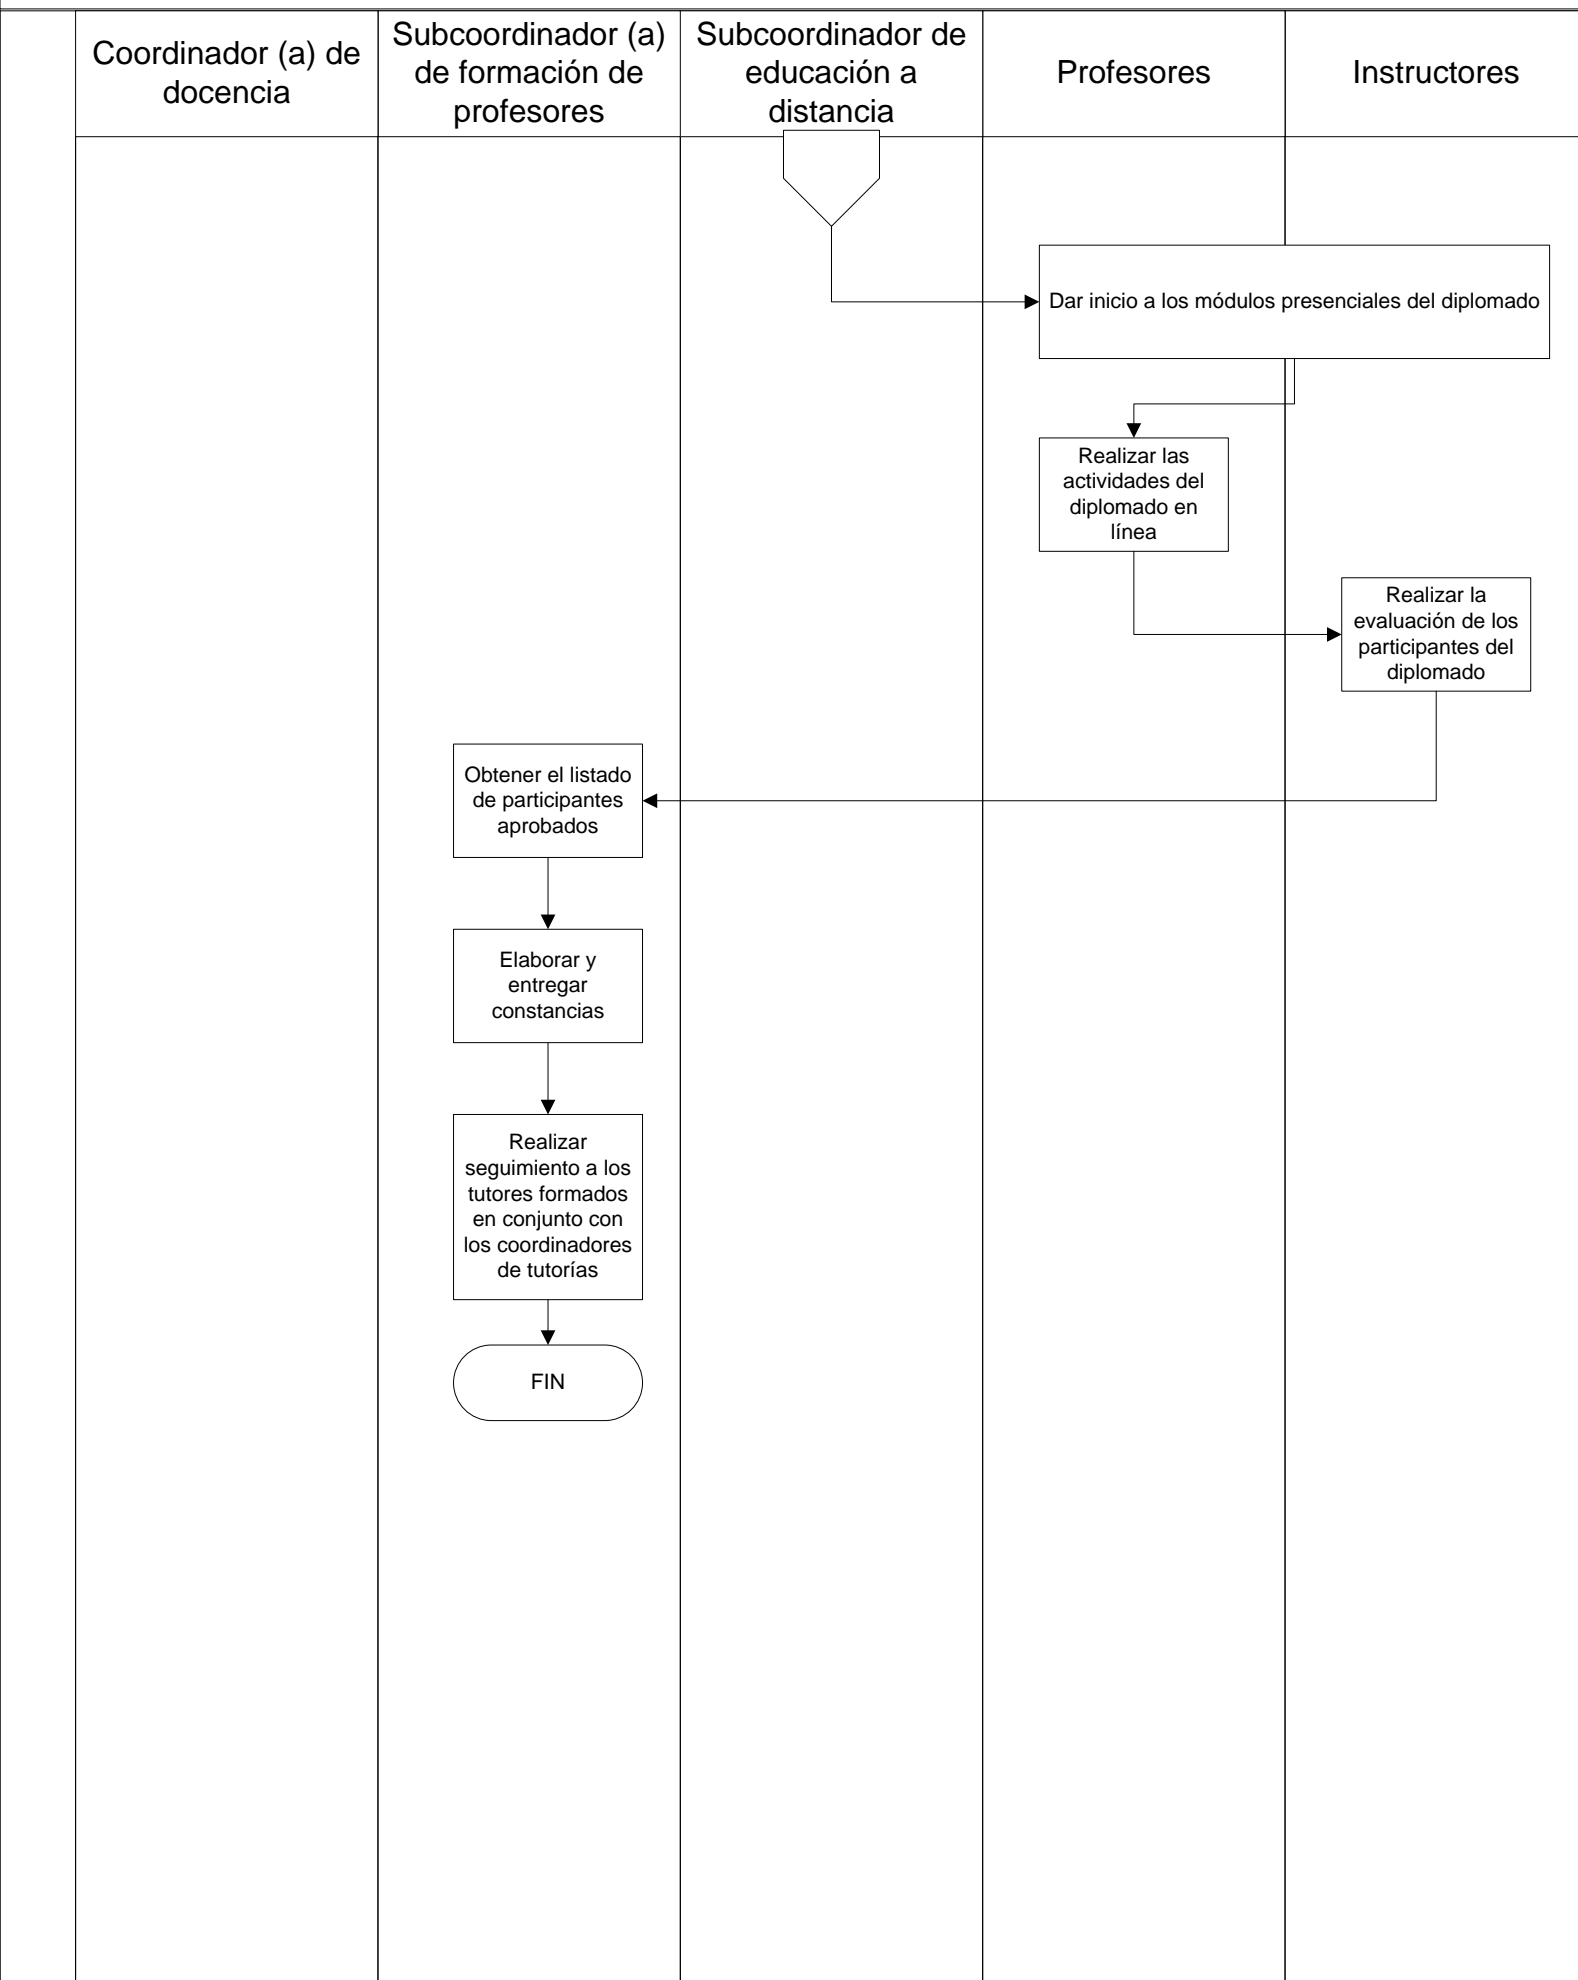 Coordinador (a) de
docencia
Subcoordinador (a)
de formación de
profesores
Subcoordinador de
educación a
distancia
Profesores
Instructores
Dar inicio a los módulos presenciales del diplomado
Realizar las
actividades del
diplomado en
línea
Realizar la
evaluación de los
participantes del
diplomado
Obtener el listado
de participantes
aprobados
Elaborar y
entregar
constancias
Realizar
seguimiento a los
tutores formados
en conjunto con
los coordinadores
de tutorías
FIN